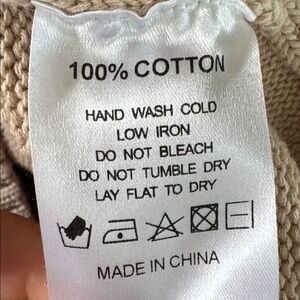 100% COTTON
HAND WASH COLD
LOW IRON
DO NOT BLEACH
DO NOT TUMBLE DRY
LAY FLAT TO DRY
MADE IN CHINA